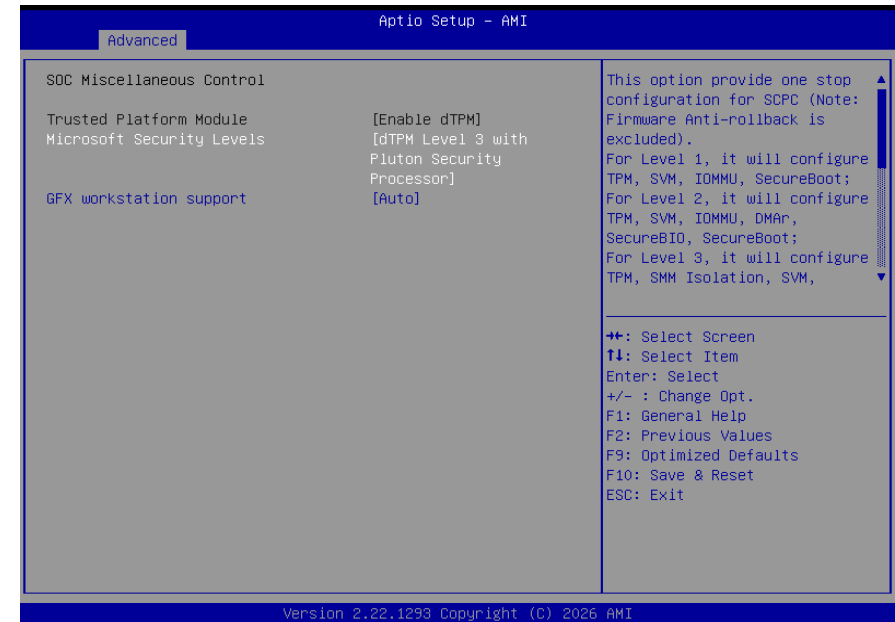 Aptio Setup - AMI
Advanced
SOC Miscellaneous Control
Trusted Platform Module [Enable dTPM]
Microsoft Security Levels [dTPM Level 3 with
Pluton Security
Processor]
GFX workstation support [Auto]
This option provide one stop
configuration for SCPC (Note:
Firmware Anti-rollback is
excluded).
For Level 1, it will configure
TPM, SVM, IOMMU, SecureBoot;
For Level 2, it will configure
TPM, SVM, IOMMU, DMAr,
SecureBIO, SecureBoot;
For Level 3, it will configure
TPM, SMM Isolation, SVM,
→←: Select Screen
↑↓: Select Item
Enter: Select
+/- : Change Opt.
F1: General Help
F2: Previous Values
F9: Optimized Defaults
F10: Save & Reset
ESC: Exit
Version 2.22.1293 Copyright (C) 2026 AMI